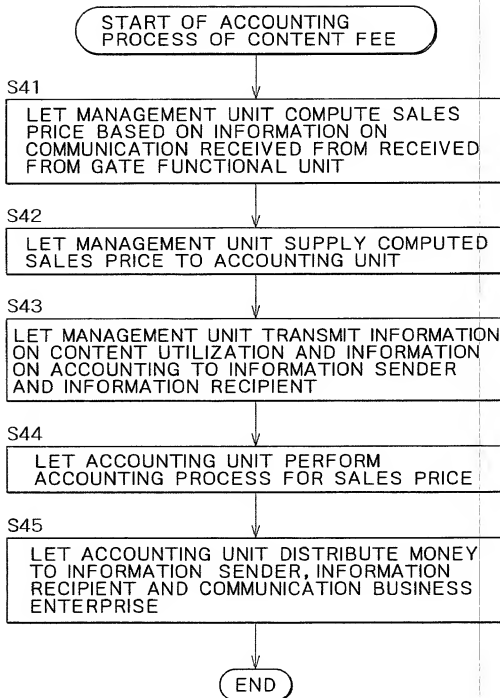 START OF ACCOUNTING
PROCESS OF CONTENT FEE
S41
LET MANAGEMENT UNIT COMPUTE SALES
PRICE BASED ON INFORMATION ON
COMMUNICATION RECEIVED FROM RECEIVED
FROM GATE FUNCTIONAL UNIT
S42
LET MANAGEMENT UNIT SUPPLY COMPUTED
SALES PRICE TO ACCOUNTING UNIT
S43
LET MANAGEMENT UNIT TRANSMIT INFORMATION
ON CONTENT UTILIZATION AND INFORMATION
ON ACCOUNTING TO INFORMATION SENDER
AND INFORMATION RECIPIENT
S44
LET ACCOUNTING UNIT PERFORM
ACCOUNTING PROCESS FOR SALES PRICE
S45
LET ACCOUNTING UNIT DISTRIBUTE MONEY
TO INFORMATION SENDER, INFORMATION
RECIPIENT AND COMMUNICATION BUSINESS
ENTERPRISE
END